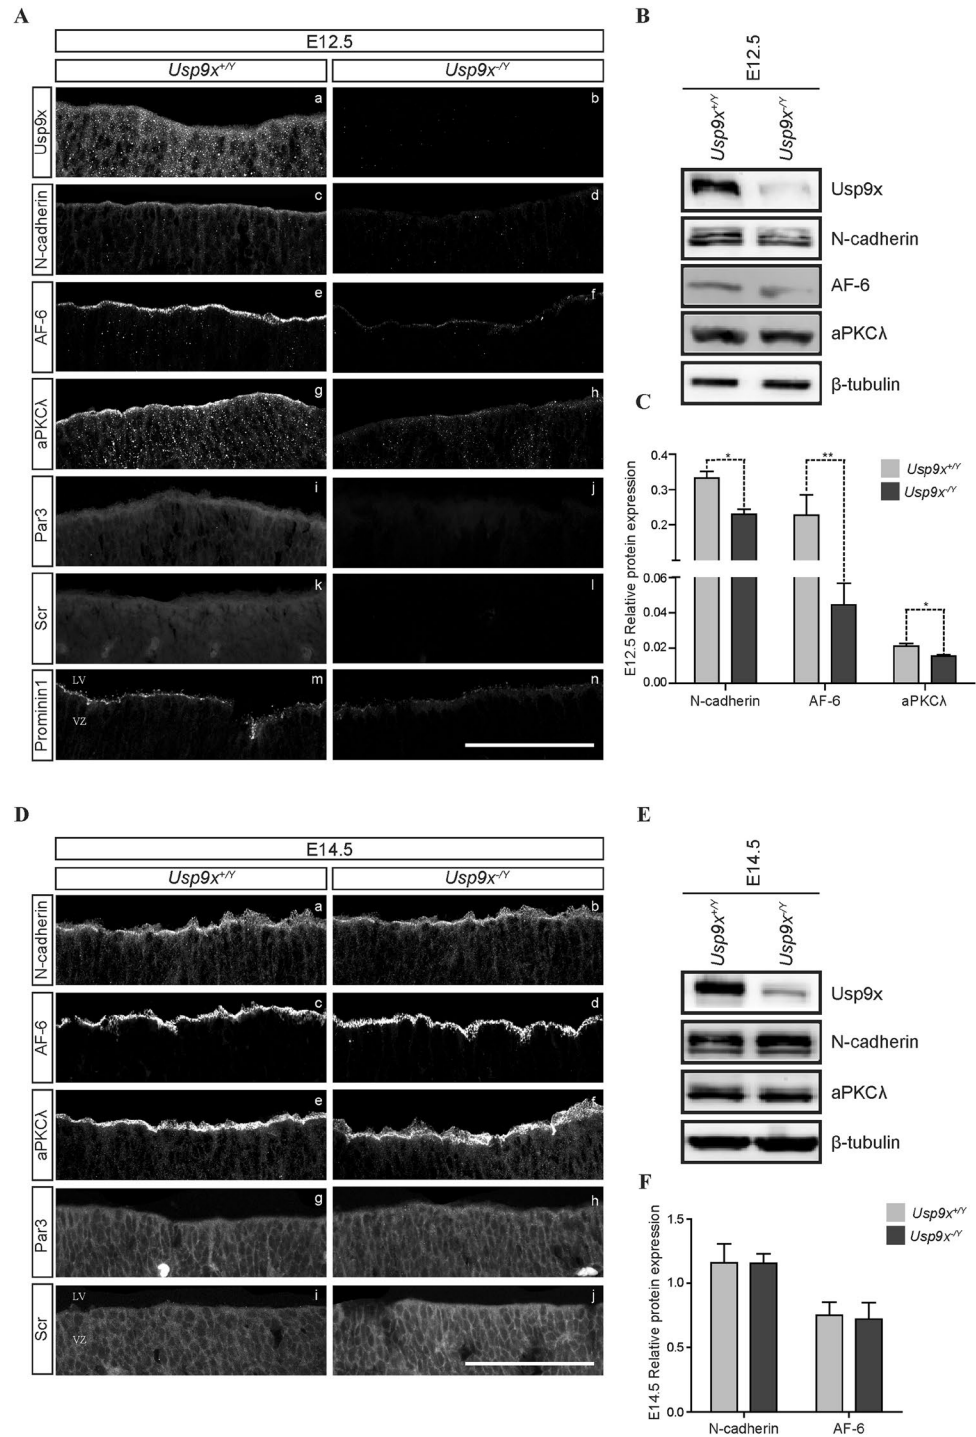 A
E12.5
Usp9x+/Y
Usp9x-/Y
Usp9x
a
b
N-cadherin
c
d
AF-6
e
f
aPKCλ
g
h
Par3
i
j
Scr
k
l
Prominin1
LV
VZ
m
n
B
E12.5
Usp9x+/Y
Usp9x-/Y
Usp9x
N-cadherin
AF-6
aPKCλ
β-tubulin
C
E12.5 Relative protein expression
0.4
0.3
0.2
0.06
0.04
0.02
0.00
*
**
*
Usp9x+/Y
Usp9x-/Y
N-cadherin
AF-6
aPKCλ
D
E14.5
Usp9x+/Y
Usp9x-/Y
N-cadherin
a
b
AF-6
c
d
aPKCλ
e
f
Par3
g
h
Scr
LV
VZ
i
j
E
E14.5
Usp9x+/Y
Usp9x-/Y
Usp9x
N-cadherin
aPKCλ
β-tubulin
F
E14.5 Relative protein expression
1.5
1.0
0.5
0.0
Usp9x+/Y
Usp9x-/Y
N-cadherin
AF-6